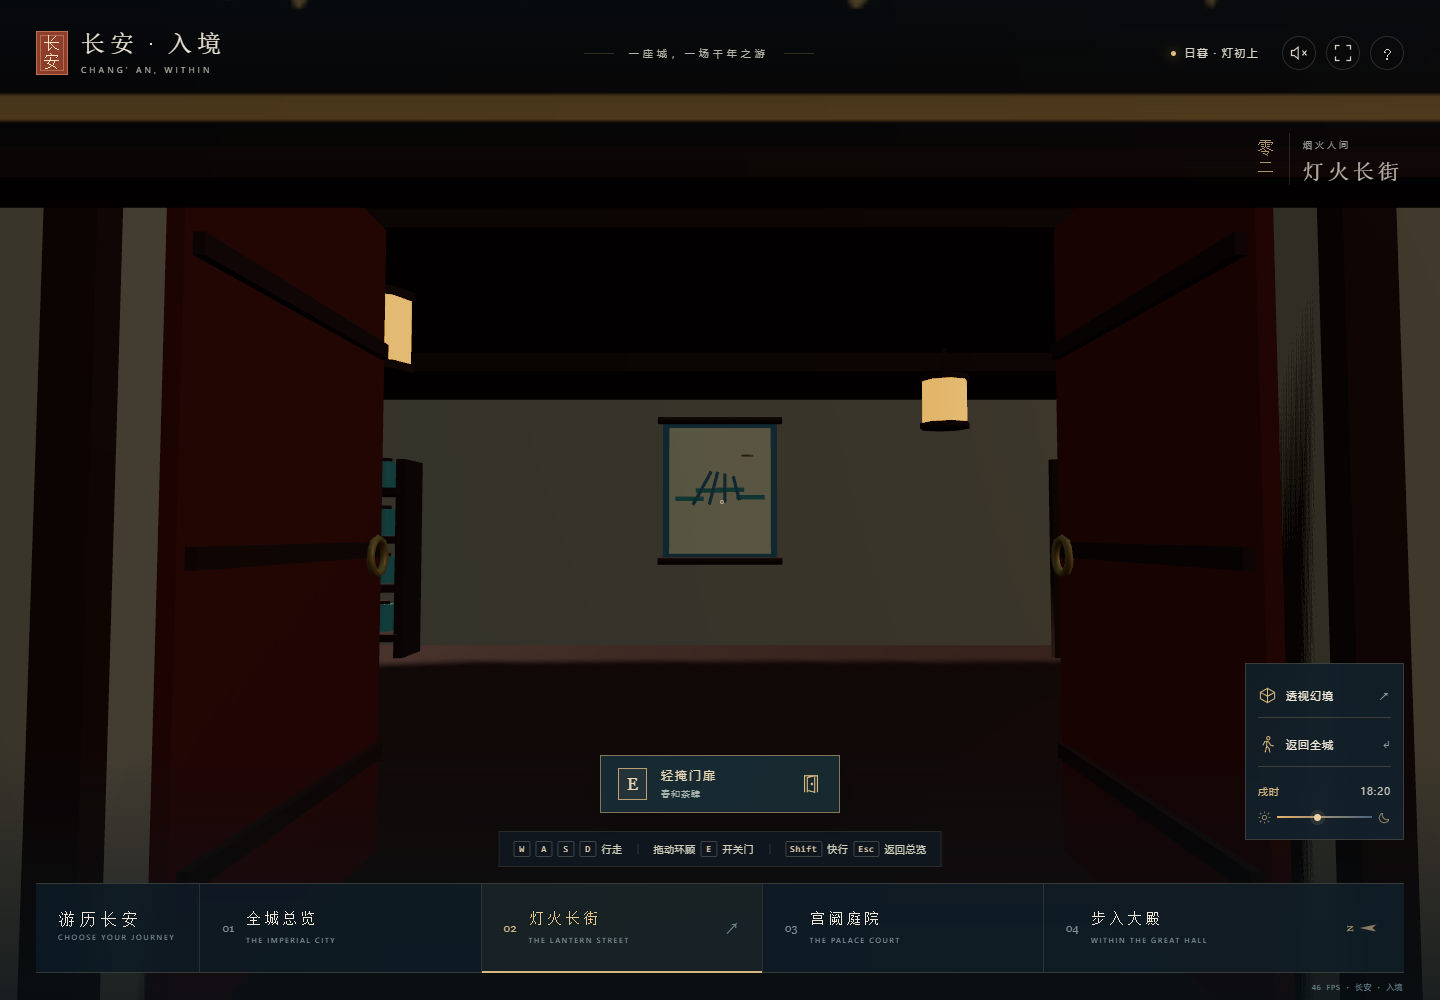 长安
长安 · 入境
CHANG' AN, WITHIN
一座城，一场千年之游
日暮 · 灯初上
?
零二
烟火人间
灯火长街
透视幻境
返回全城
戌时 18:20
E
轻掩门扉
春和茶肆
W A S D 行走 | 拖动环顾 E 开关门 | Shift 快行 Esc 返回总览
游历长安
CHOOSE YOUR JOURNEY
01 全城总览
THE IMPERIAL CITY
02 灯火长街
THE LANTERN STREET
03 宫阙庭院
THE PALACE COURT
04 步入大殿
WITHIN THE GREAT HALL
N
46 FPS · 长安 · 入境